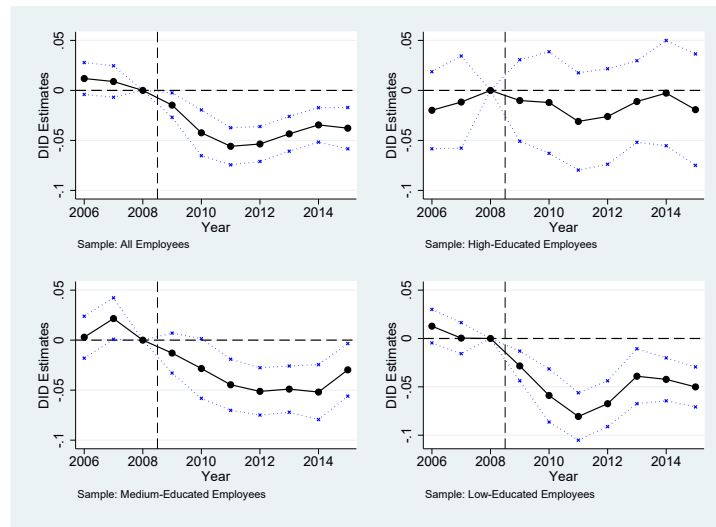 .05
0
-.05
-.1
DID Estimates
2006 2008 2010 2012 2014
Year
Sample: All Employees
.05
0
-.05
-.1
DID Estimates
2006 2008 2010 2012 2014
Year
Sample: High-Educated Employees
.05
0
-.05
-.1
DID Estimates
2006 2008 2010 2012 2014
Year
Sample: Medium-Educated Employees
.05
0
-.05
-.1
DID Estimates
2006 2008 2010 2012 2014
Year
Sample: Low-Educated Employees